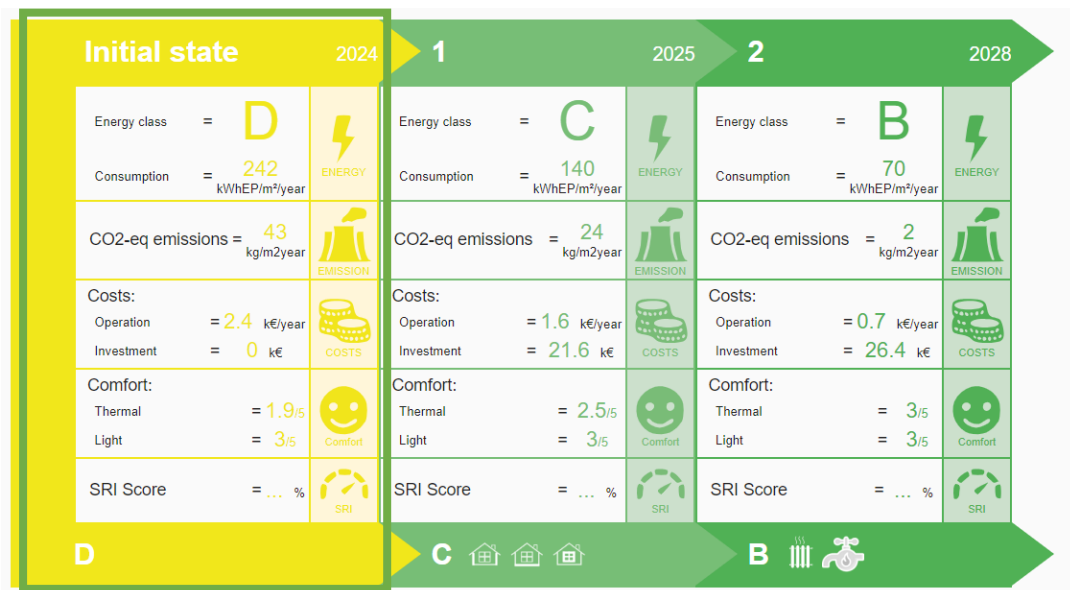 Initial state 2024
Energy class = D
Consumption = 242 kWhEP/m²/year
ENERGY
CO2-eq emissions = 43 kg/m2year
EMISSION
Costs:
Operation = 2.4 k€/year
Investment = 0 k€
COSTS
Comfort:
Thermal = 1.9/5
Light = 3/5
Comfort
SRI Score = ... %
SRI
D
1 2025
Energy class = C
Consumption = 140 kWhEP/m²/year
ENERGY
CO2-eq emissions = 24 kg/m2year
EMISSION
Costs:
Operation = 1.6 k€/year
Investment = 21.6 k€
COSTS
Comfort:
Thermal = 2.5/5
Light = 3/5
Comfort
SRI Score = ... %
SRI
C
2 2028
Energy class = B
Consumption = 70 kWhEP/m²/year
ENERGY
CO2-eq emissions = 2 kg/m2year
EMISSION
Costs:
Operation = 0.7 k€/year
Investment = 26.4 k€
COSTS
Comfort:
Thermal = 3/5
Light = 3/5
Comfort
SRI Score = ... %
SRI
B